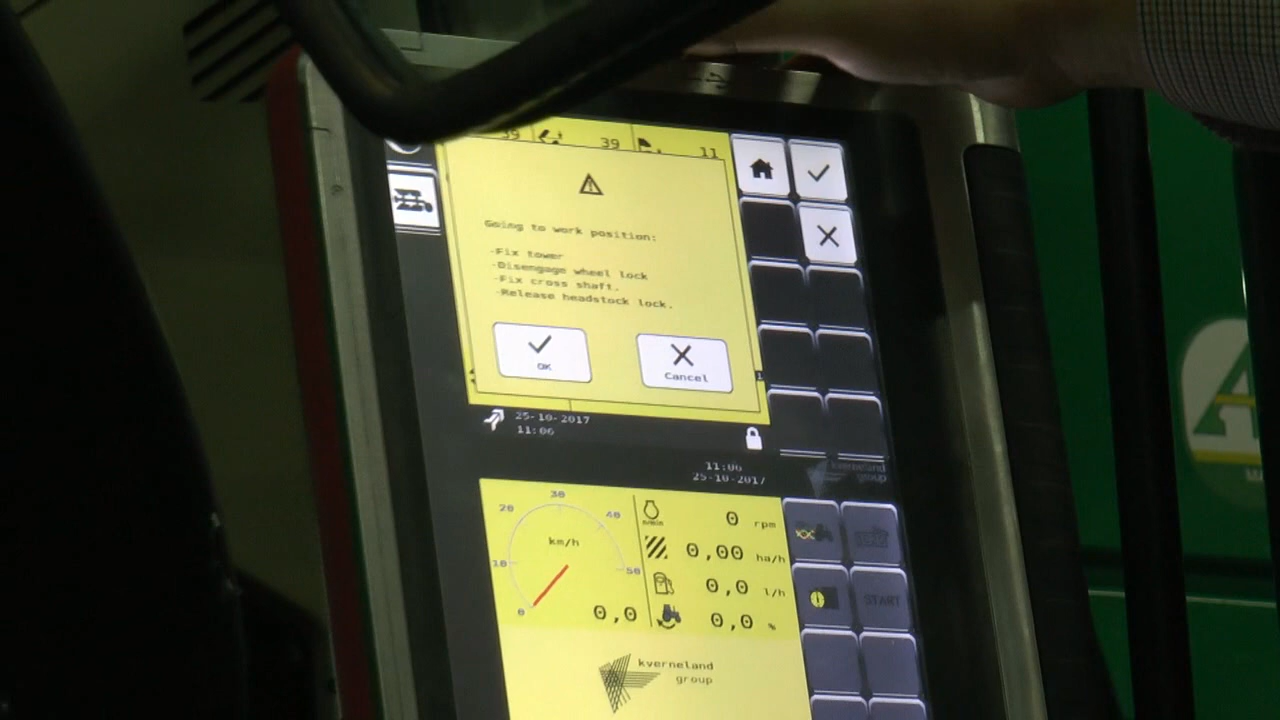 39 39 11
Going to work position:
-Fix tower
-Disengage wheel lock
-Fix cross shaft.
-Release headstock lock.
OK Cancel
25-10-2017
11:06
11:06
25-10-2017
kverneland
group
0 10 20 30 40 50
km/h
0,0
n/min
0 rpm
0,00 ha/h
0,0 l/h
0,0 %
START
kverneland
group